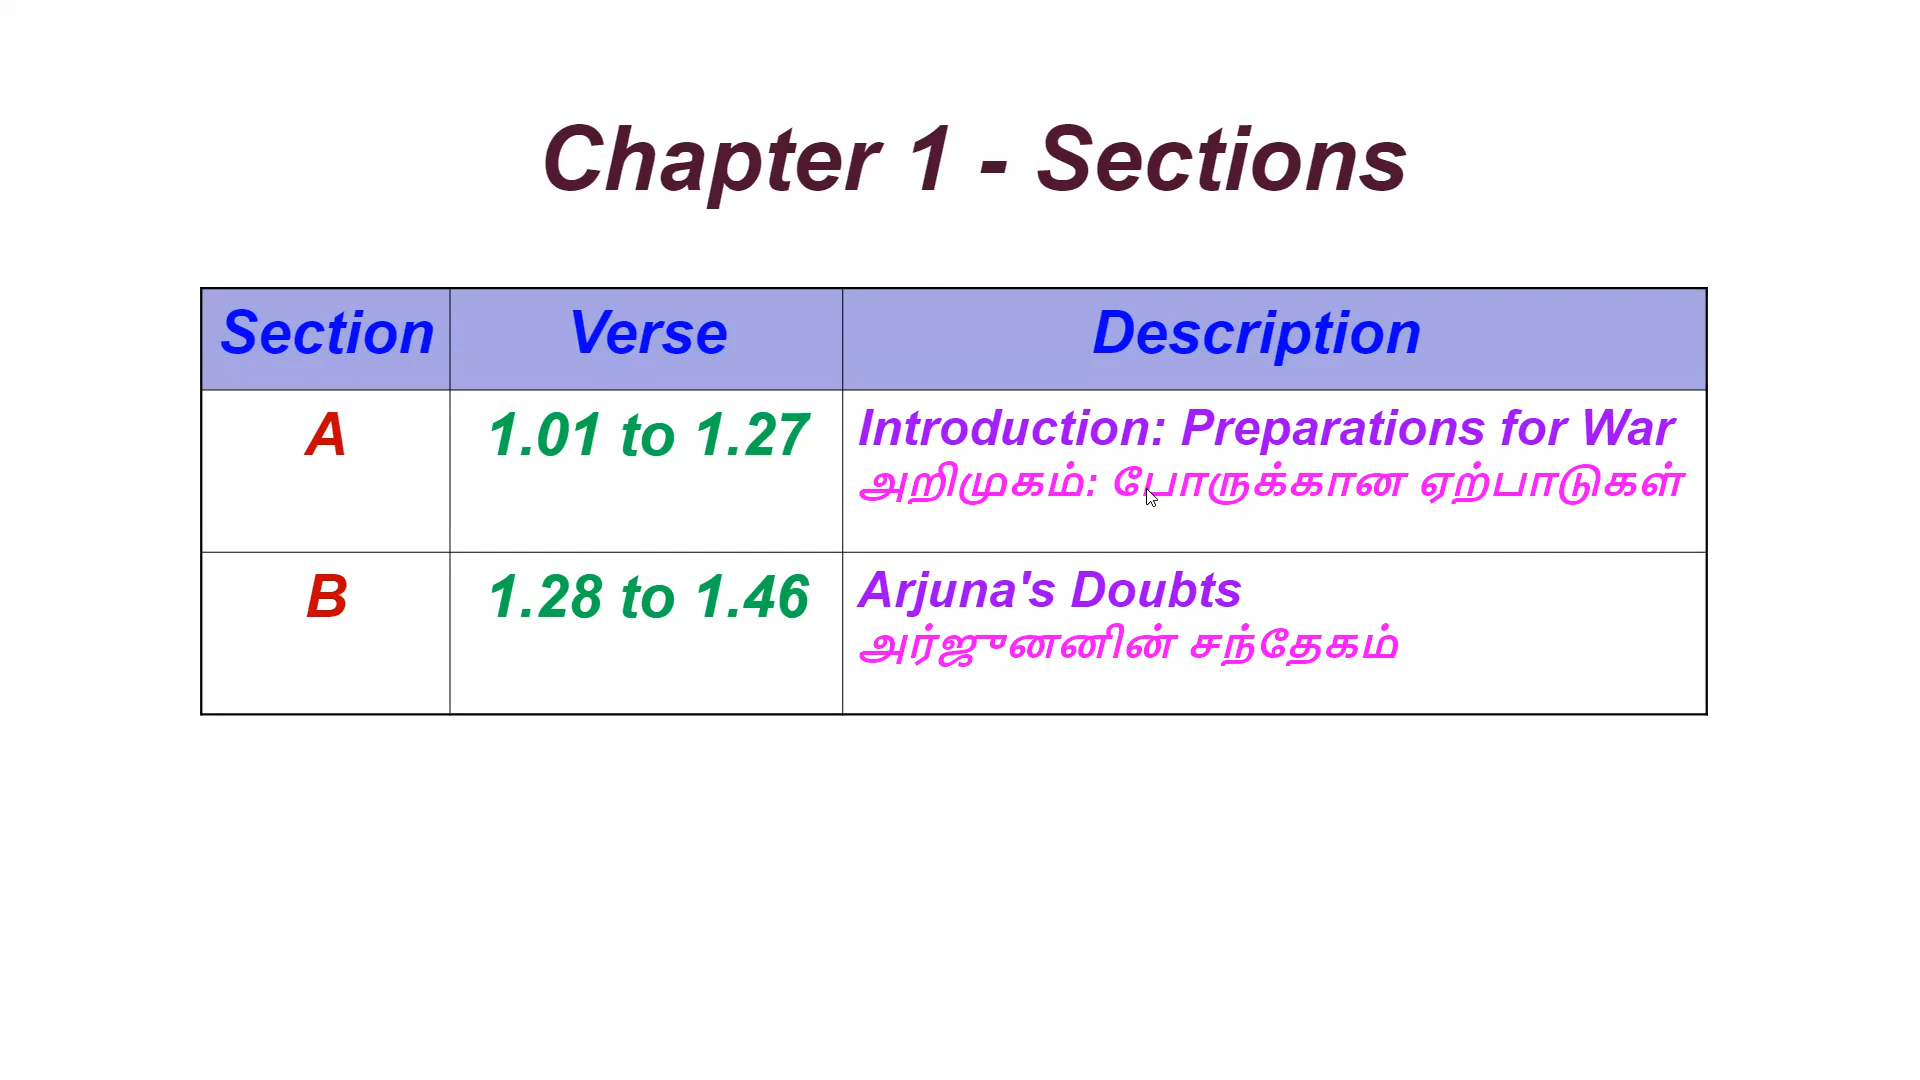 Chapter 1 - Sections
Section Verse Description
A 1.01 to 1.27 Introduction: Preparations for War
அறிமுகம்: போருக்கான ஏற்பாடுகள்
B 1.28 to 1.46 Arjuna's Doubts
அர்ஜுனனின் சந்தேகம்